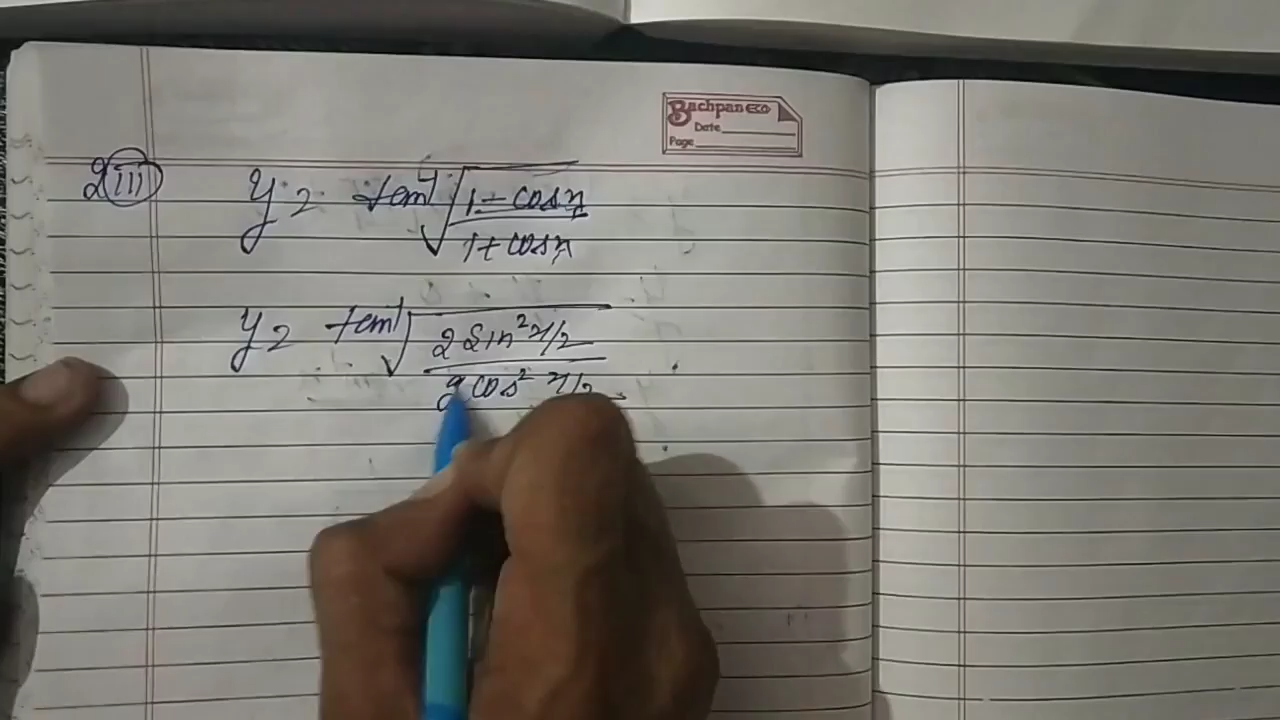 Bachpan ECO
Date
Page
2 iii y = tan⁻¹ √(1 - cos x / 1 + cos x)
y = tan⁻¹ √(2 Sin² x/2 / 2 cos² x/2)